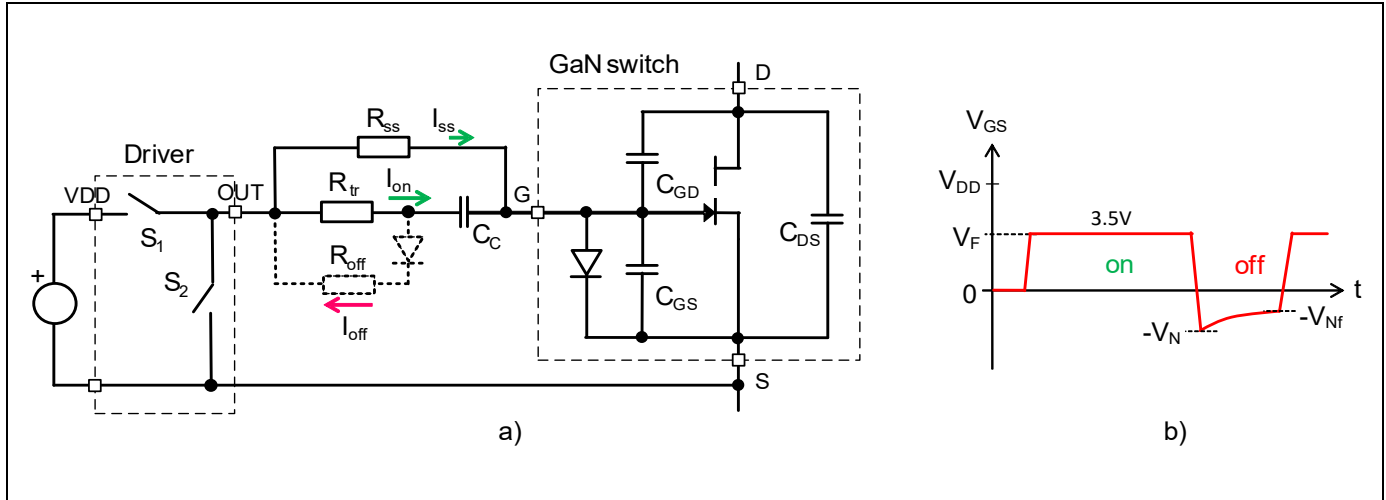 GaN switch
D
Rss
Iss
Driver
VDD
OUT
Rtr
Ion
G
CGD
S1
CC
CDS
Roff
S2
+
CGS
Ioff
S
a)
VGS
VDD
3.5V
VF
on
off
0
t
-VN
-VNf
b)